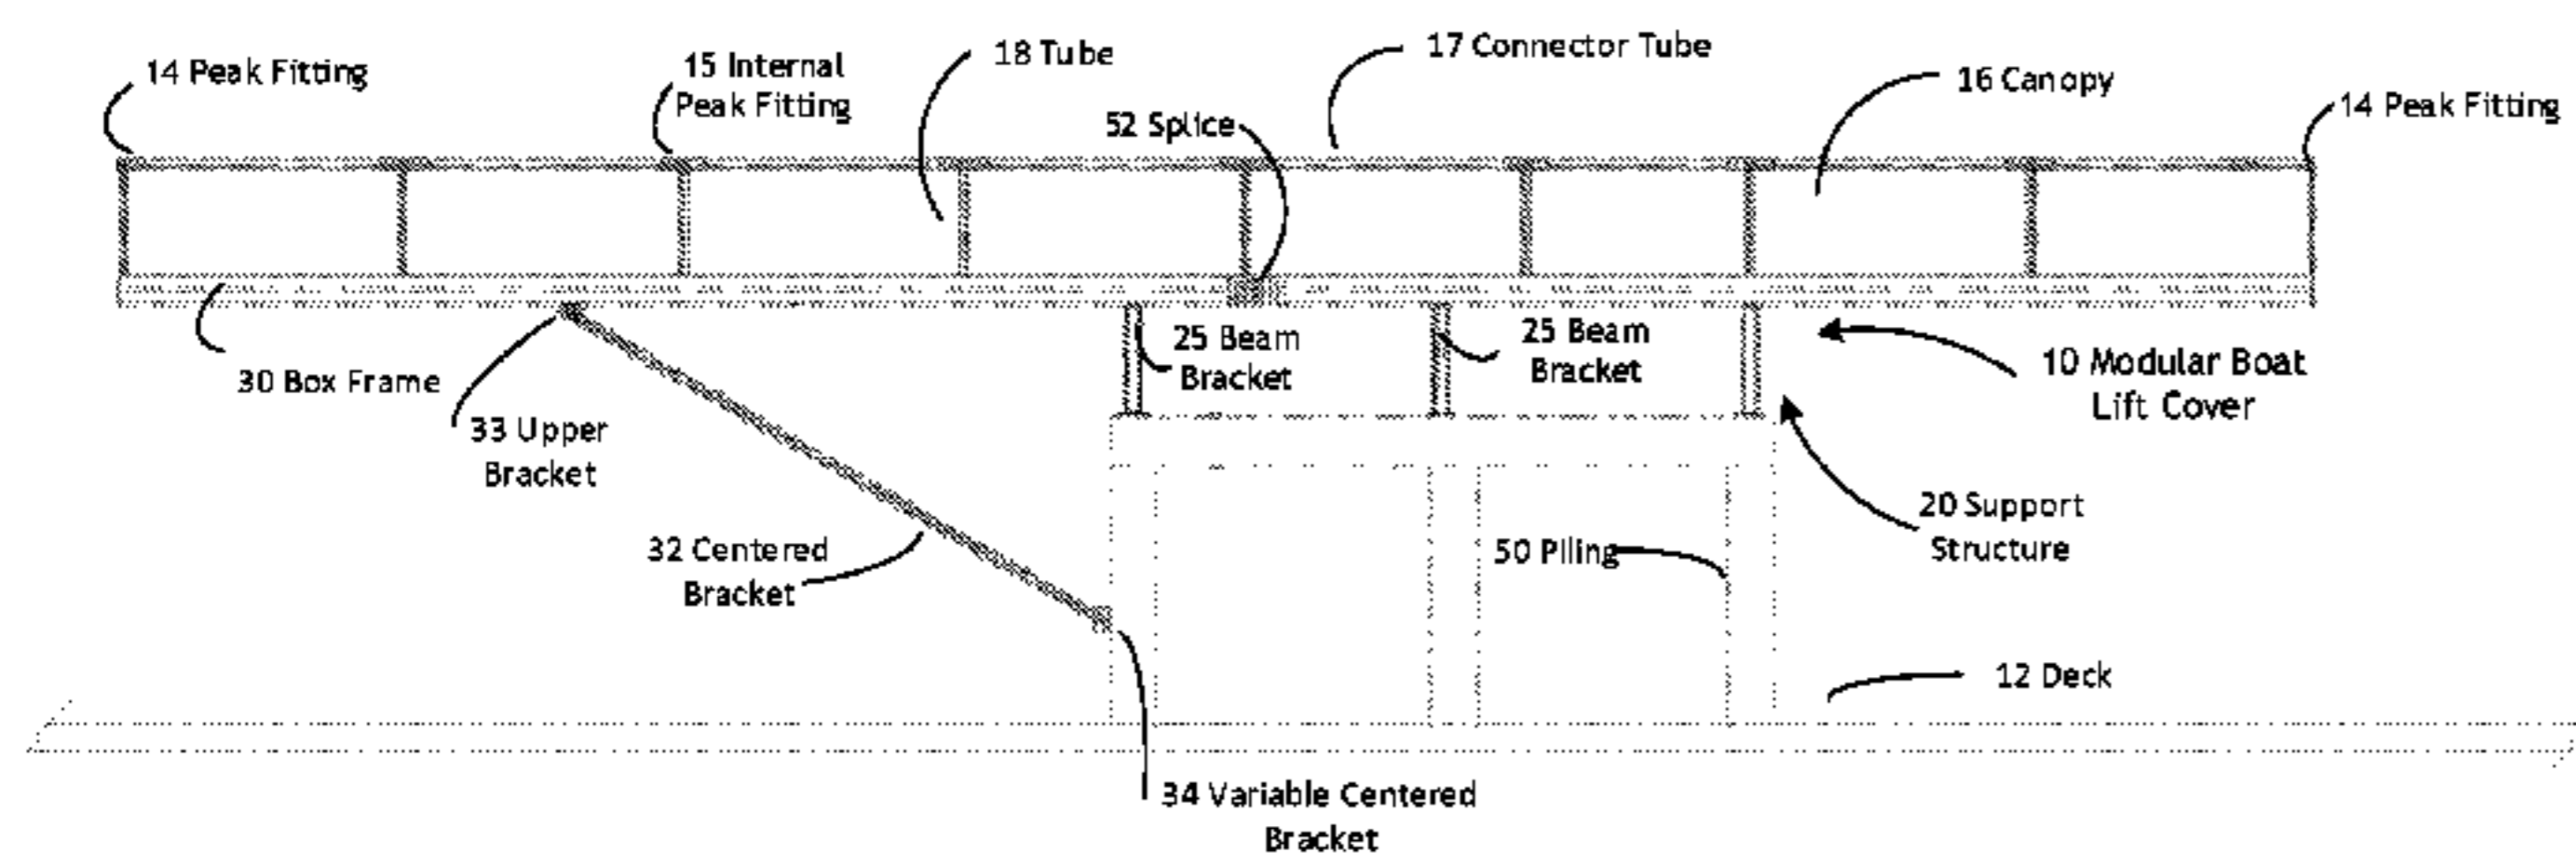 14 Peak Fitting
15 Internal
Peak Fitting
18 Tube
17 Connector Tube
52 Splice
16 Canopy
14 Peak Fitting
30 Box Frame
33 Upper
Bracket
25 Beam
Bracket
25 Beam
Bracket
10 Modular Boat
Lift Cover
32 Centered
Bracket
50 Piling
20 Support
Structure
12 Deck
34 Variable Centered
Bracket